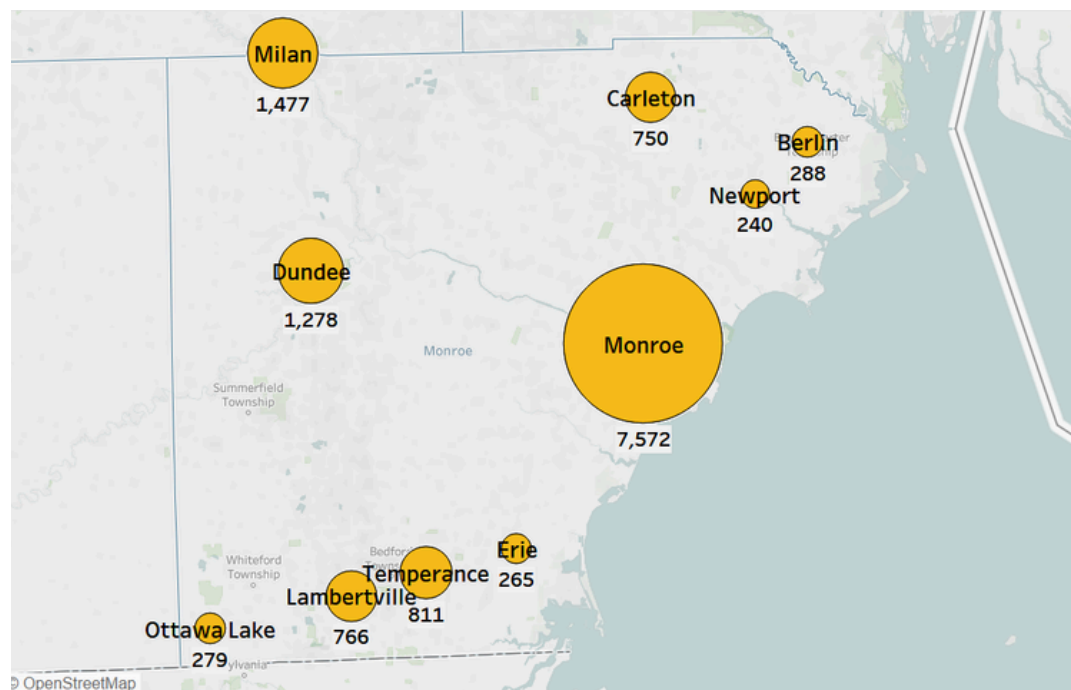 Milan
1,477
Carleton
750
Berlin
288
Newport
240
Dundee
1,278
Monroe
7,572
Monroe
Summerfield
Township
Whiteford
Township
Erie
265
Temperance
811
Lambertville
766
Ottawa Lake
279
© OpenStreetMap